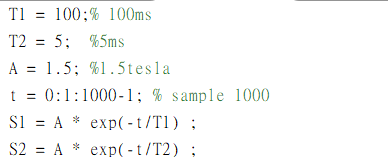 T1 = 100;% 100ms
T2 = 5;  %5ms
A = 1.5; %1.5tesla
t = 0:1:1000-1; % sample 1000
S1 = A * exp(-t/T1) ;
S2 = A * exp(-t/T2) ;